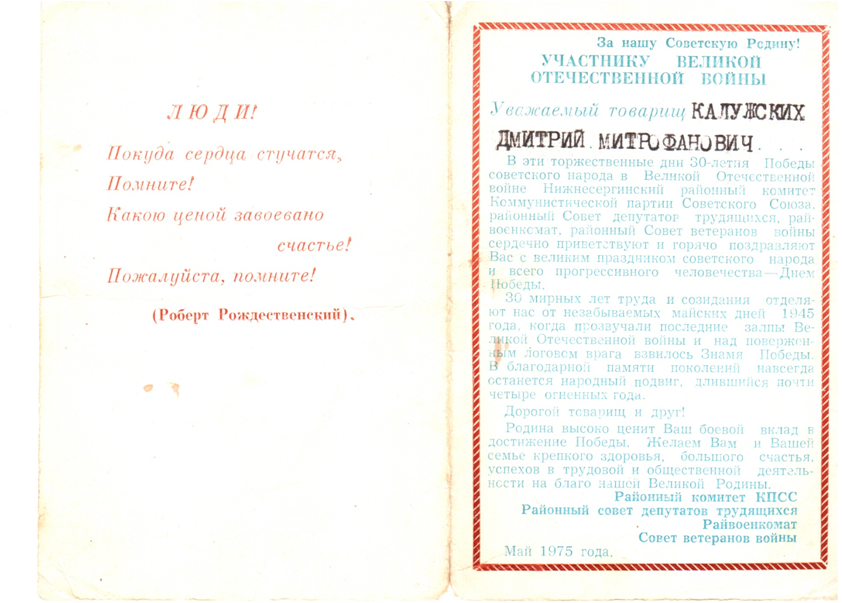 ЛЮДИ!
Покуда сердца стучатся,
Помните!
Какою ценой завоевано
счастье!
Пожалуйста, помните!
(Роберт Рождественский).
За нашу Советскую Родину!
УЧАСТНИКУ ВЕЛИКОЙ
ОТЕЧЕСТВЕННОЙ ВОЙНЫ
Уважаемый товарищ КАЛУЖСКИХ
ДМИТРИЙ МИТРОФАНОВИЧ . . .
В эти торжественные дни 30-летия Победы
советского народа в Великой Отечественной
войне Нижнесергинский районный комитет
Коммунистической партии Советского Союза,
районный Совет депутатов трудящихся, рай-
военкомат, районный Совет ветеранов войны
сердечно приветствуют и горячо поздравляют
Вас с великим праздником советского народа
и всего прогрессивного человечества—Днем
Победы.
30 мирных лет труда и созидания отделя-
ют нас от незабываемых майских дней 1945
года, когда прозвучали последние залпы Ве-
ликой Отечественной войны и над повержен-
ным логовом врага взвилось Знамя Победы.
В благодарной памяти поколений навсегда
останется народный подвиг, длившийся почти
четыре огненных года.
Дорогой товарищ и друг!
Родина высоко ценит Ваш боевой вклад в
достижение Победы. Желаем Вам и Вашей
семье крепкого здоровья, большого счастья,
успехов в трудовой и общественной деятель-
ности на благо нашей Великой Родины.
Районный комитет КПСС
Районный совет депутатов трудящихся
Райвоенкомат
Совет ветеранов войны
Май 1975 года.